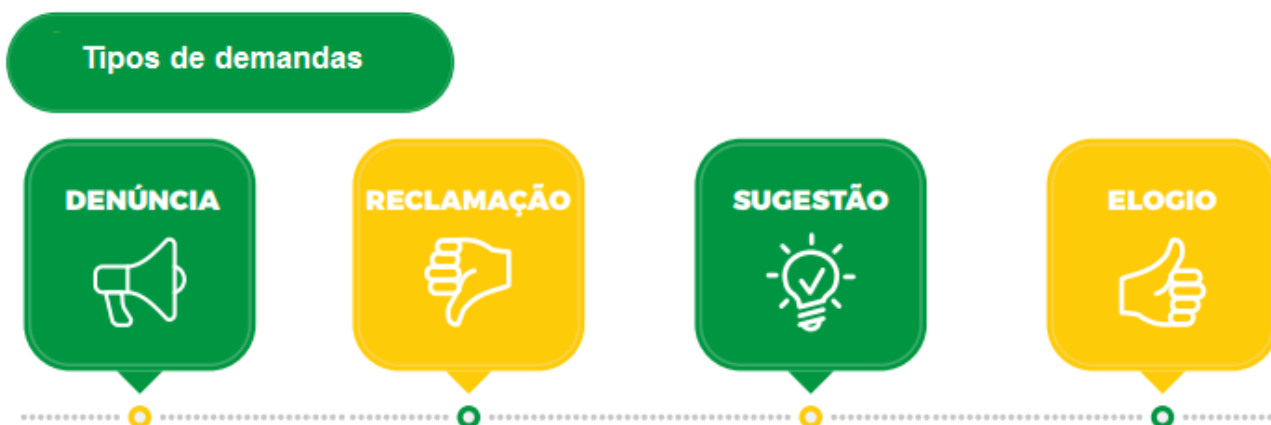 Tipos de demandas
DENÚNCIA
RECLAMAÇÃO
SUGESTÃO
ELOGIO